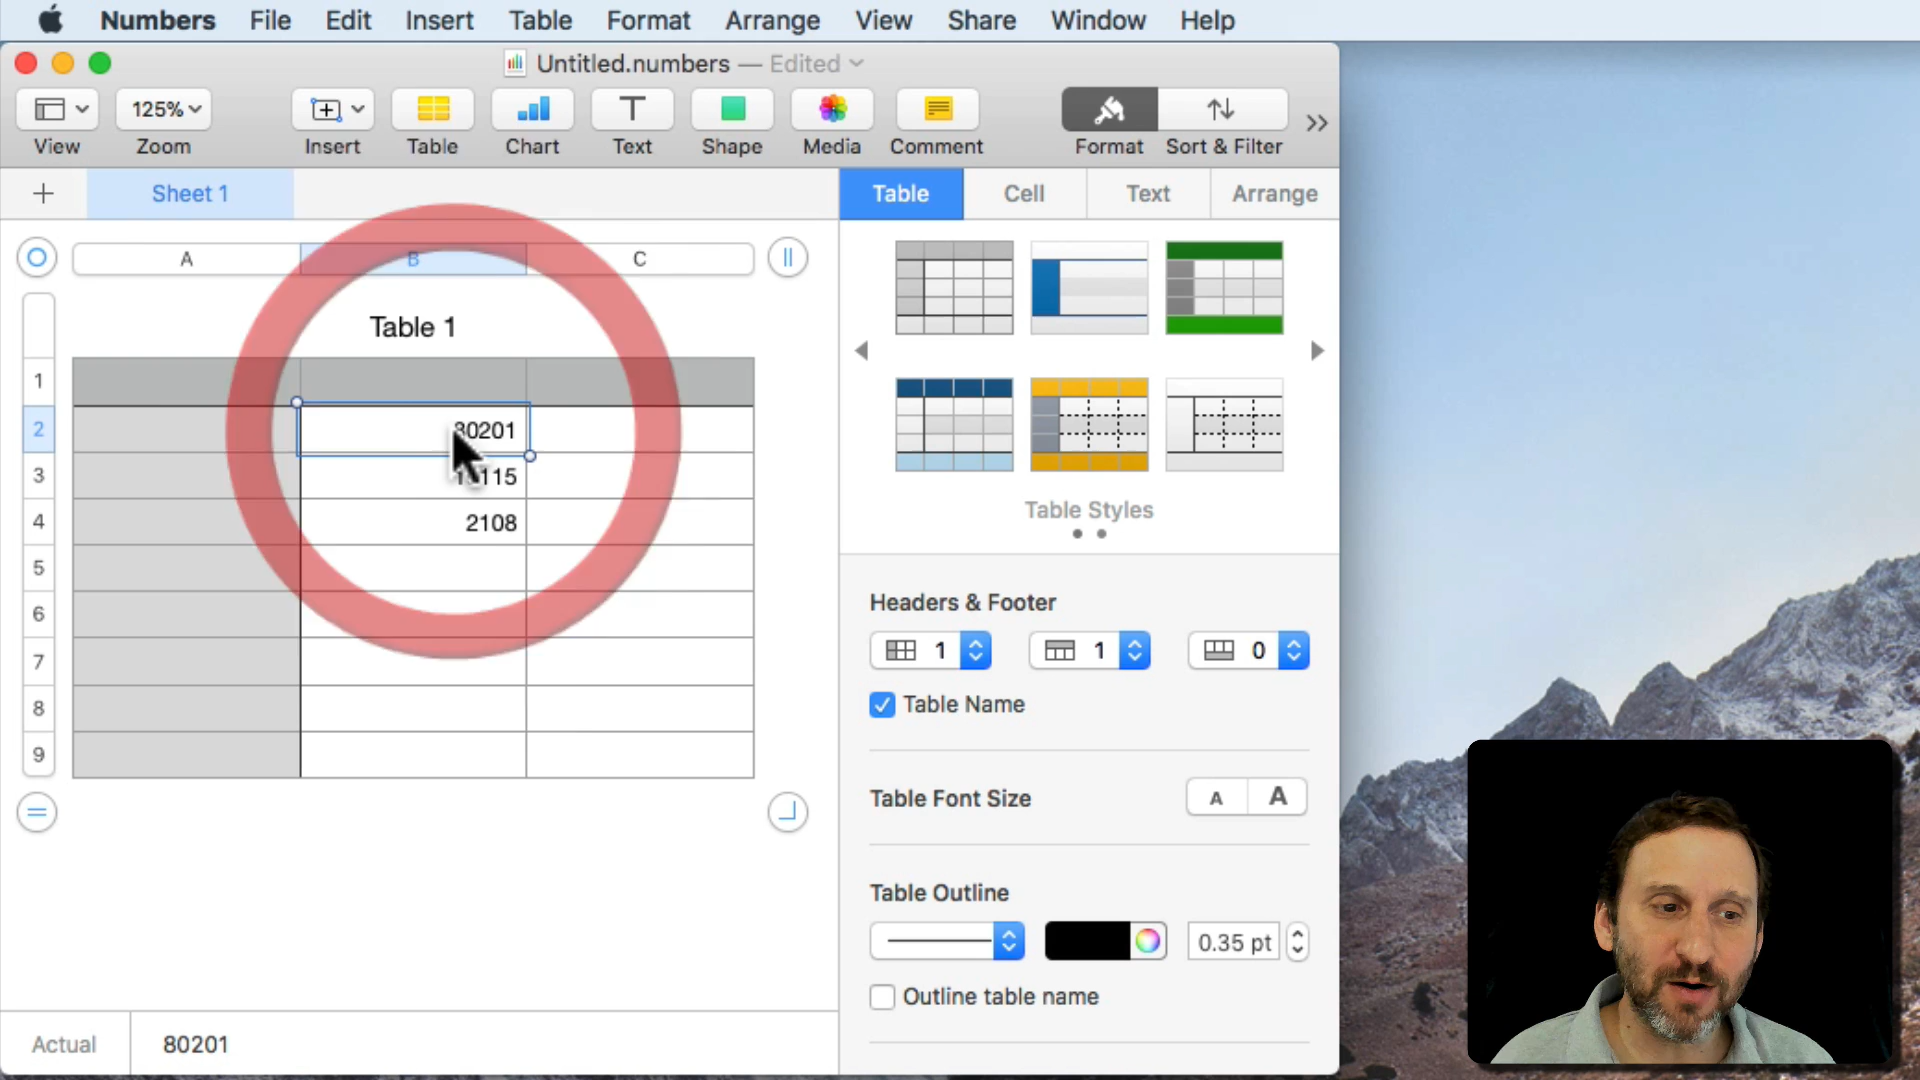 Numbers File Edit Insert Table Format Arrange View Share Window Help
Untitled.numbers — Edited
125%
View Zoom Insert Table Chart Text Shape Media Comment Format Sort & Filter
Sheet 1
Table Cell Text Arrange
A B C
Table 1
1
2 80201
3
4 2108
5
6
7
8
9
Table Styles
Headers & Footer
1 1 0
Table Name
Table Font Size
A A
Table Outline
0.35 pt
Outline table name
Actual 80201